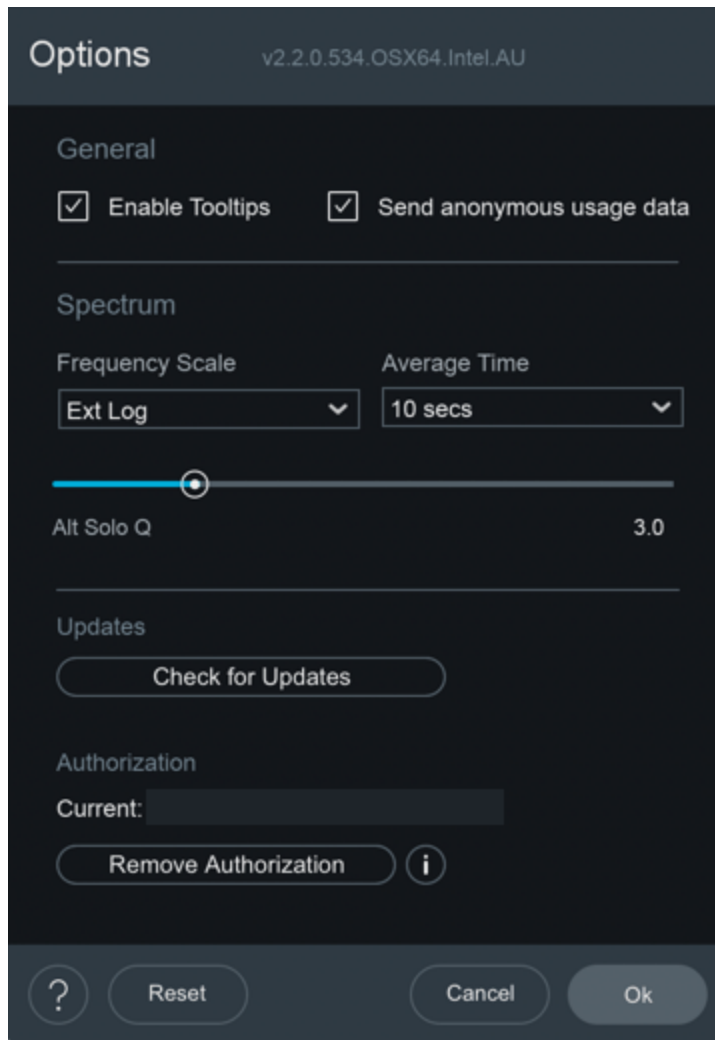 Options v2.2.0.534.OSX64.Intel.AU
General
Enable Tooltips Send anonymous usage data
Spectrum
Frequency Scale Average Time
Ext Log 10 secs
Alt Solo Q 3.0
Updates
Check for Updates
Authorization
Current:
Remove Authorization i
? Reset Cancel Ok